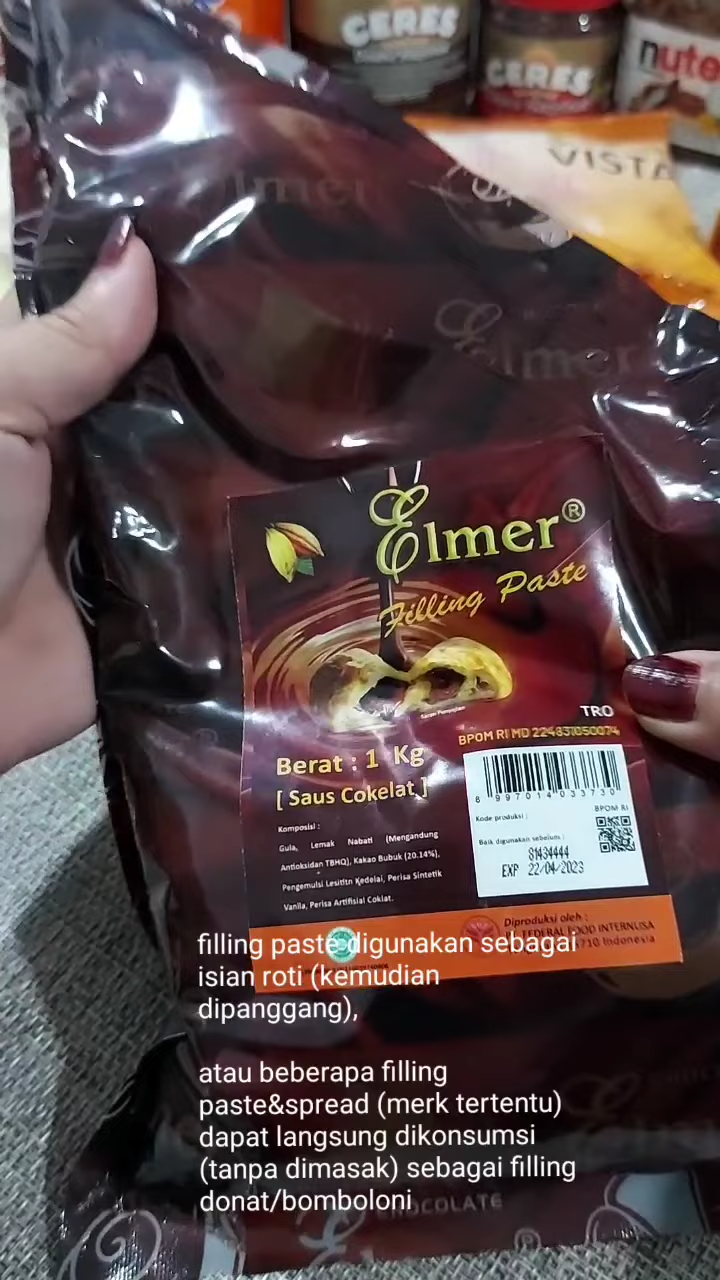 CERES
CERES
nute
VISTA
Elmer
Elmer®
Filling Paste
TRO
BPOM RI MD 224831050074
Berat : 1 Kg
[ Saus Cokelat ]
8 997014 033730
Kode produksi :
BPOM RI
Baik digunakan sebelum :
81434444
EXP 22/04/2023
Komposisi :
Gula, Lemak Nabati (Mengandung
Antioksidan TBHQ), Kakao Bubuk (20.14%),
Pengemulsi Lesititn Kedelai, Perisa Sintetik
Vanila, Perisa Artifisial Coklat.
Diproduksi oleh :
FEDERAL FOOD INTERNUSA
710 Indonesia
filling paste digunakan sebagai
isian roti (kemudian
dipanggang),
atau beberapa filling
paste&spread (merk tertentu)
dapat langsung dikonsumsi
(tanpa dimasak) sebagai filling
donat/bomboloni
CHOCOLATE